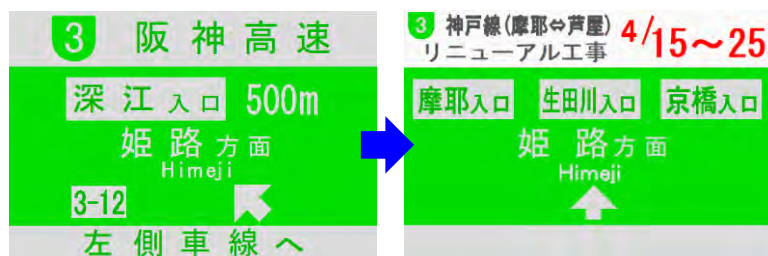 3 阪神高速
深江入口 500m
姫路方面
Himeji
3-12
左側車線へ
3 神戸線(摩耶⇔芦屋)
リニューアル工事
4/15～25
摩耶入口 生田川入口 京橋入口
姫路方面
Himeji